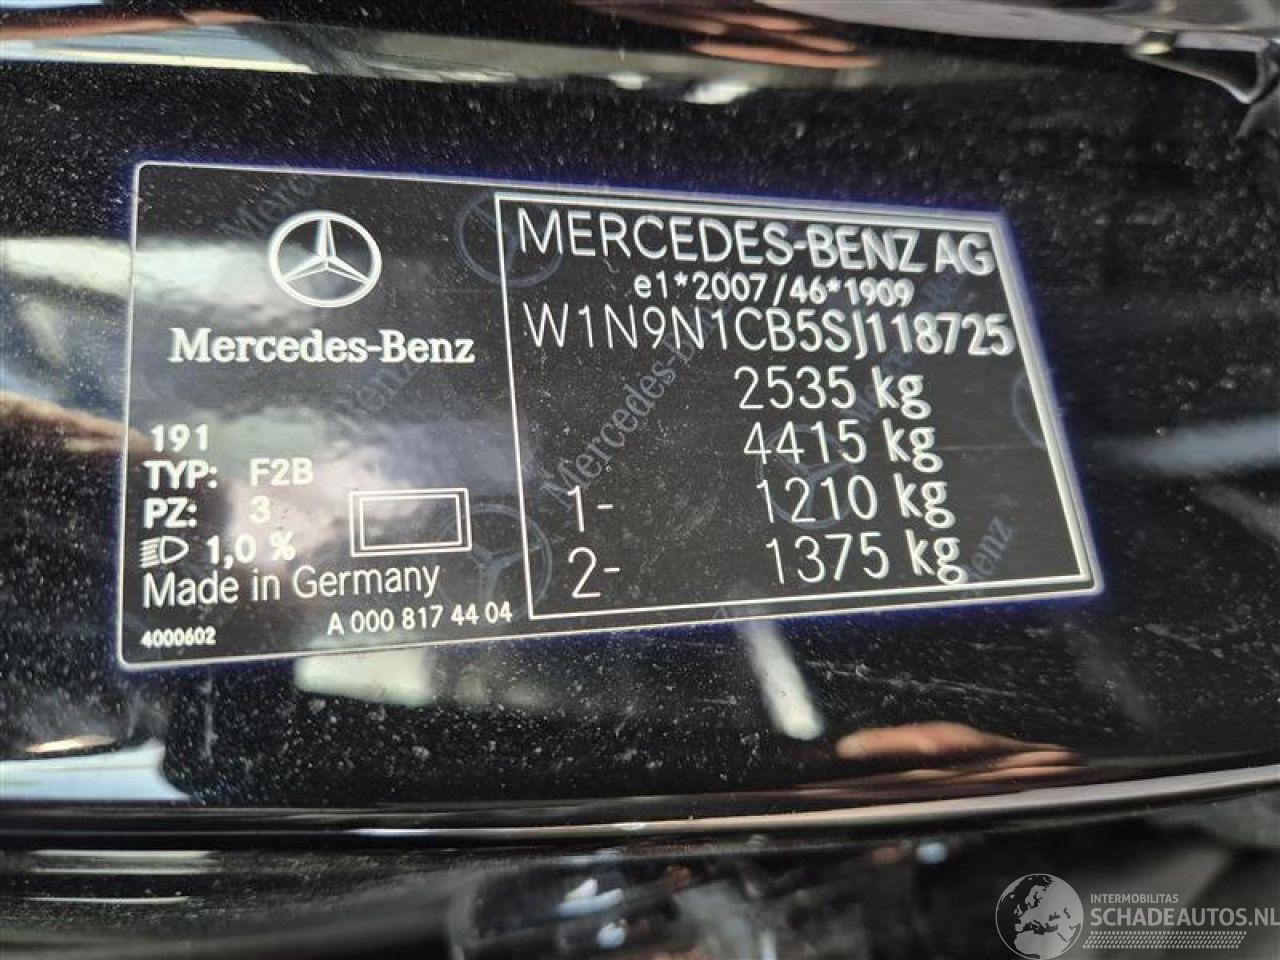 Mercedes-Benz
191
TYP: F2B
PZ: 3
1,0 %
Made in Germany
4000602
A 000 817 44 04
MERCEDES-BENZ AG
e1*2007/46*1909
W1N9N1CB5SJ118725
2535 kg
4415 kg
1- 1210 kg
2- 1375 kg
INTERMOBILITAS
SCHADEAUTOS.NL